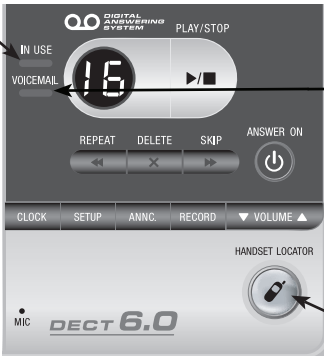 DIGITAL
ANSWERING
SYSTEM
PLAY/STOP
IN USE
VOICEMAIL
16
REPEAT DELETE SKIP
ANSWER ON
CLOCK SETUP ANNC. RECORD VOLUME
HANDSET LOCATOR
MIC
DECT 6.0